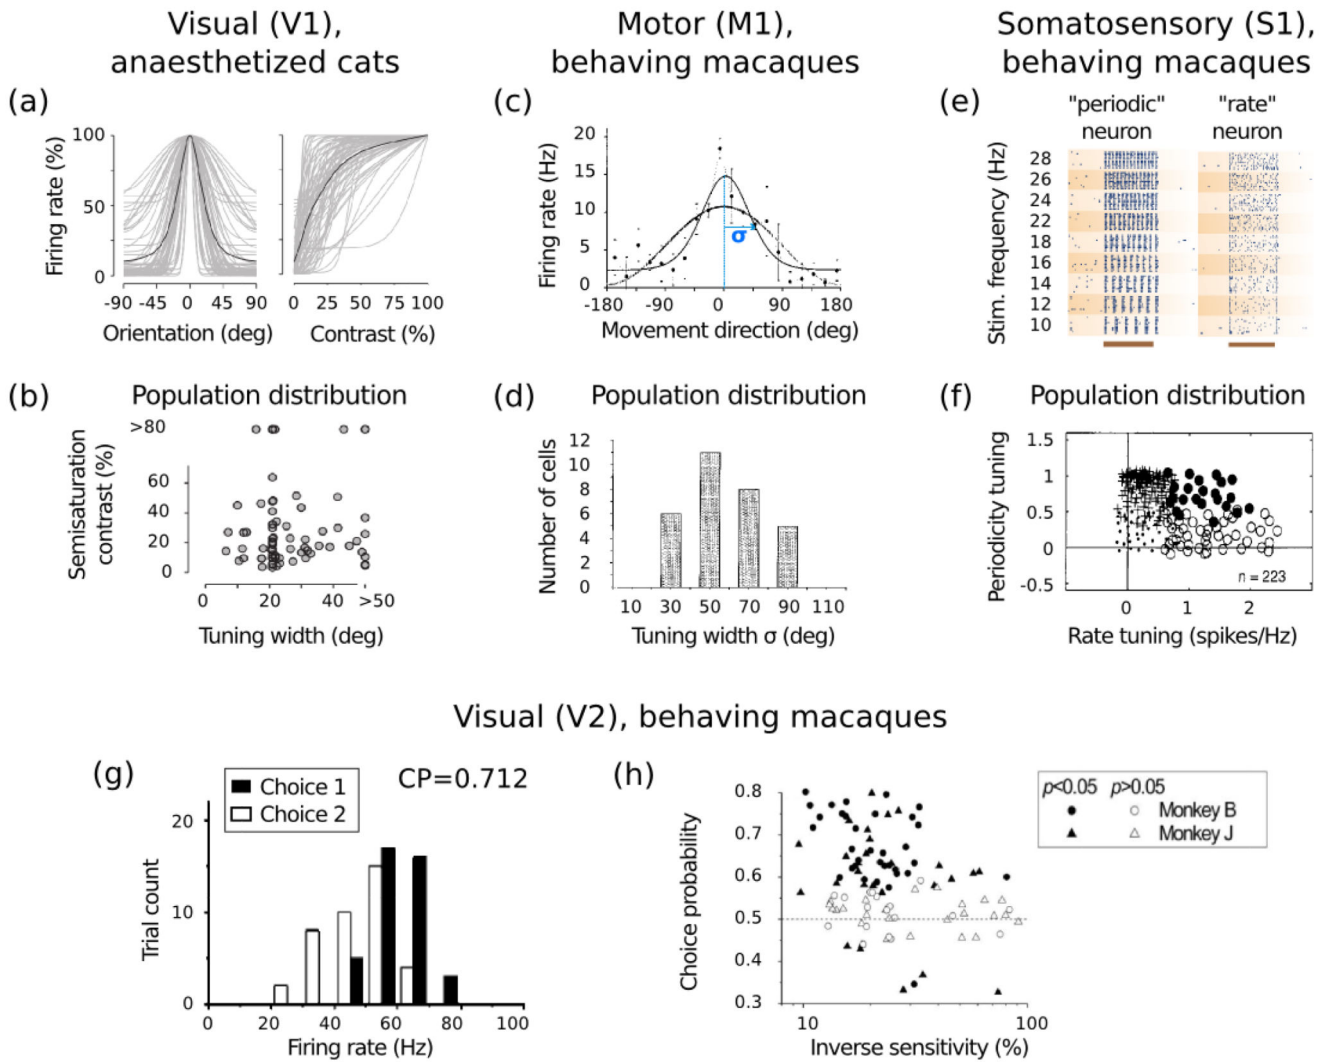 Visual (V1),
anaesthetized cats
Motor (M1),
behaving macaques
Somatosensory (S1),
behaving macaques
(a)
Firing rate (%)
100
50
0
-90 -45 0 45 90
Orientation (deg)
0 25 50 75 100
Contrast (%)
(c)
Firing rate (Hz)
20
15
10
5
0
σ
-180 -90 0 90 180
Movement direction (deg)
(e)
"periodic"
neuron
"rate"
neuron
Stim. frequency (Hz)
28
26
24
22
18
16
14
12
10
(b)
Population distribution
Semisaturation
contrast (%)
>80
60
40
20
0
0 20 40 >50
Tuning width (deg)
(d)
Population distribution
Number of cells
12
10
8
6
4
2
0
10 30 50 70 90 110
Tuning width σ (deg)
(f)
Population distribution
Periodicity tuning
1.5
1
0.5
0
-0.5
n = 223
0 1 2
Rate tuning (spikes/Hz)
Visual (V2), behaving macaques
(g)
Choice 1
Choice 2
CP=0.712
Trial count
20
10
0
0 20 40 60 80 100
Firing rate (Hz)
(h)
Choice probability
0.8
0.7
0.6
0.5
0.4
0.3
10 100
Inverse sensitivity (%)
p<0.05 p>0.05
Monkey B
Monkey J